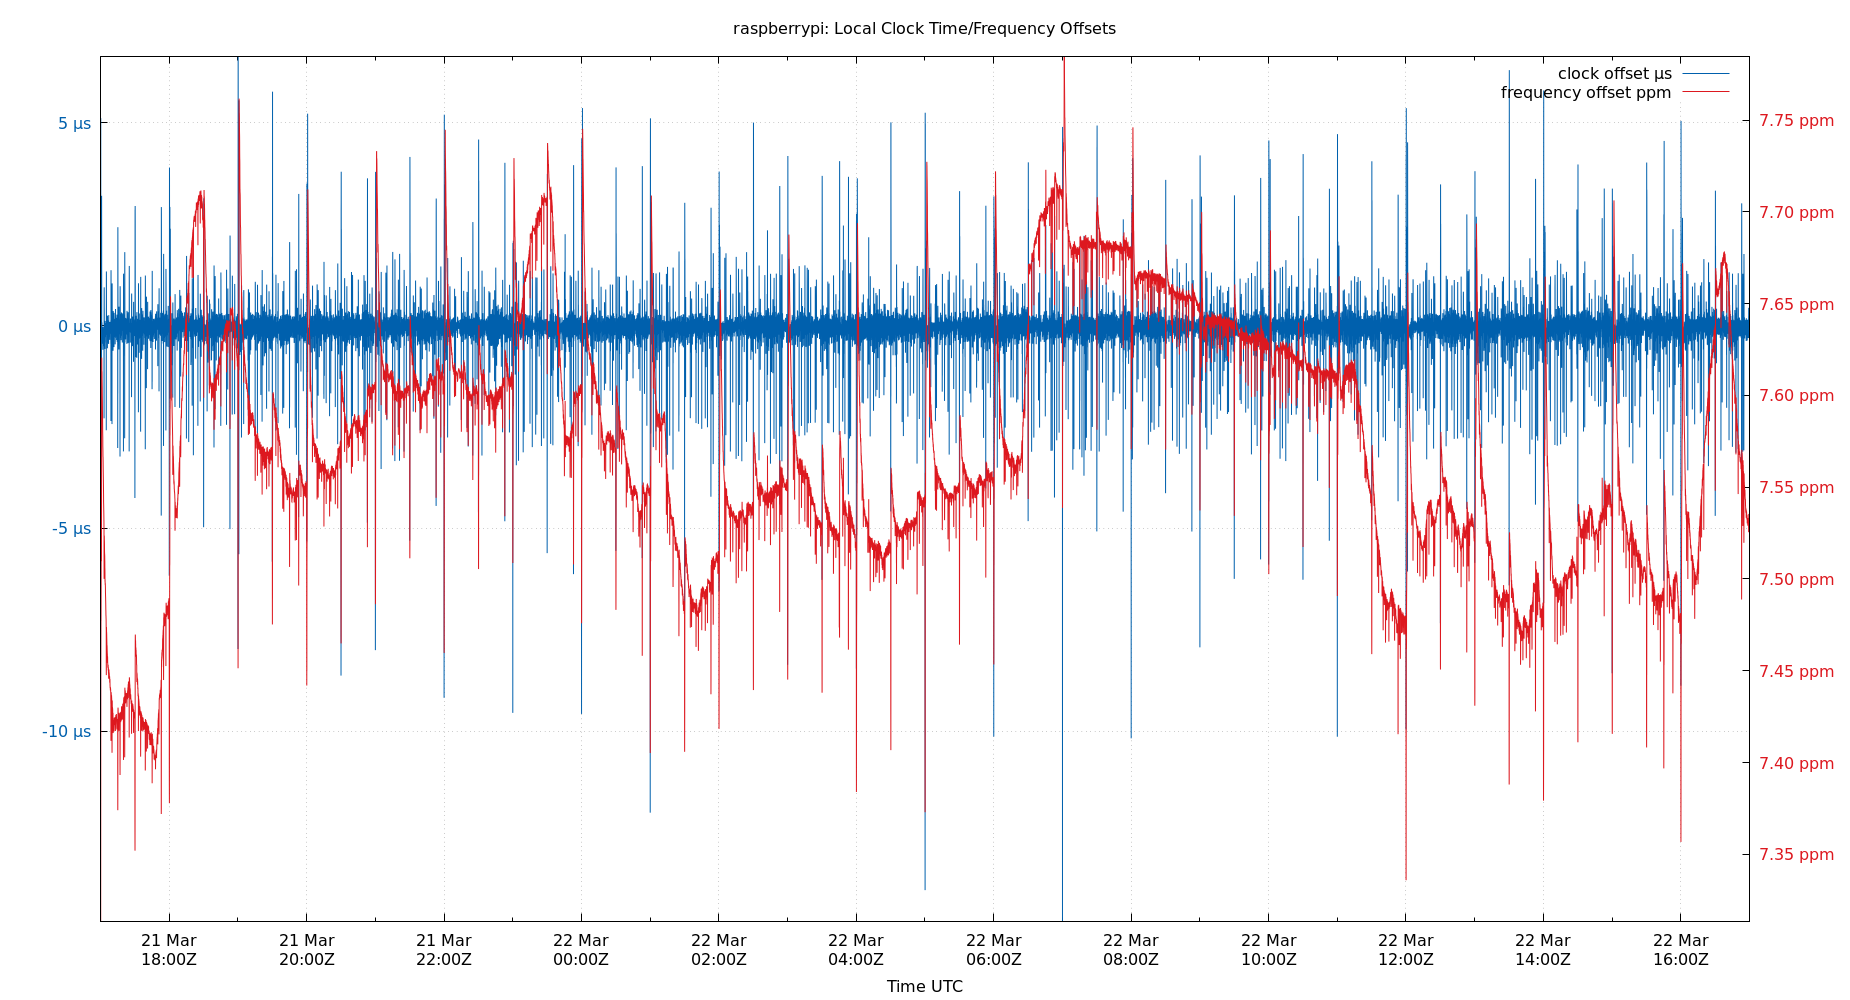 raspberrypi: Local Clock Time/Frequency Offsets
clock offset µs
frequency offset ppm
5 µs
0 µs
-5 µs
-10 µs
7.75 ppm
7.70 ppm
7.65 ppm
7.60 ppm
7.55 ppm
7.50 ppm
7.45 ppm
7.40 ppm
7.35 ppm
21 Mar 21 Mar 21 Mar 22 Mar 22 Mar 22 Mar 22 Mar 22 Mar 22 Mar 22 Mar 22 Mar 22 Mar
18:00Z 20:00Z 22:00Z 00:00Z 02:00Z 04:00Z 06:00Z 08:00Z 10:00Z 12:00Z 14:00Z 16:00Z
Time UTC